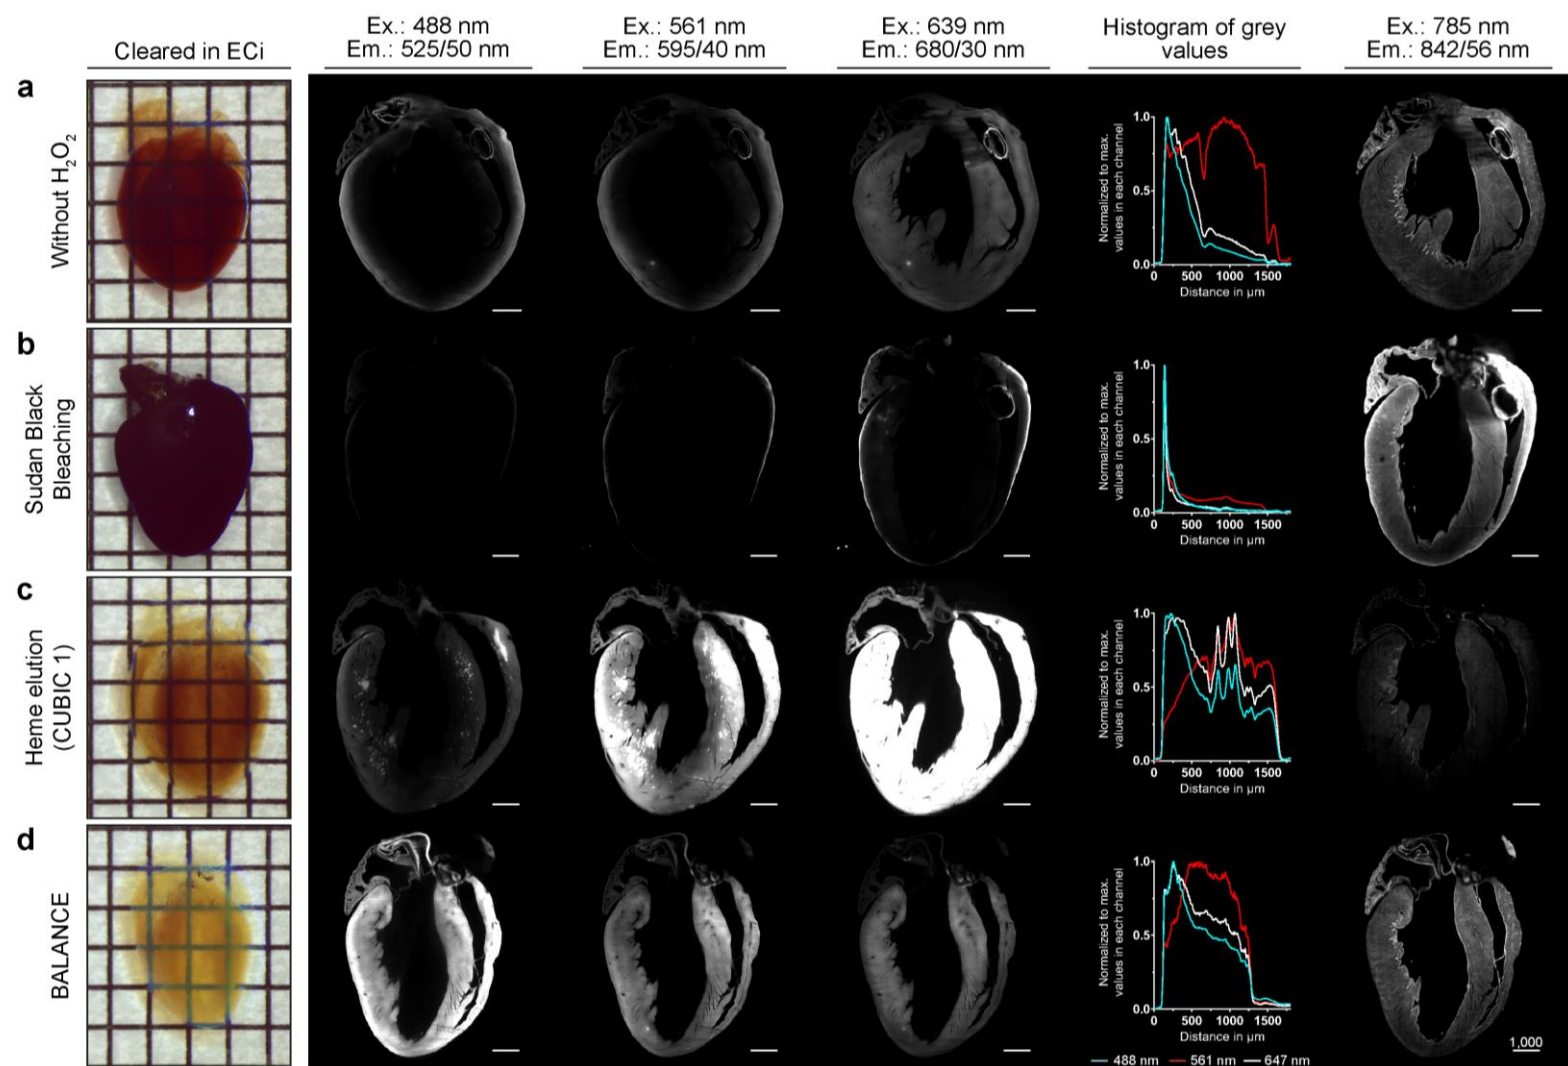 Cleared in ECi
Ex.: 488 nm
Em.: 525/50 nm
Ex.: 561 nm
Em.: 595/40 nm
Ex.: 639 nm
Em.: 680/30 nm
Histogram of grey
values
Ex.: 785 nm
Em.: 842/56 nm
a
Without H₂O₂
Normalized to max.
values in each channel
1.0
0.5
0.0
0 500 1000 1500
Distance in µm
b
Sudan Black
Bleaching
Normalized to max.
values in each channel
1.0
0.5
0.0
0 500 1000 1500
Distance in µm
c
Heme elution
(CUBIC 1)
Normalized to max.
values in each channel
1.0
0.5
0.0
0 500 1000 1500
Distance in µm
d
BALANCE
Normalized to max.
values in each channel
1.0
0.5
0.0
0 500 1000 1500
Distance in µm
488 nm 561 nm 647 nm
1,000